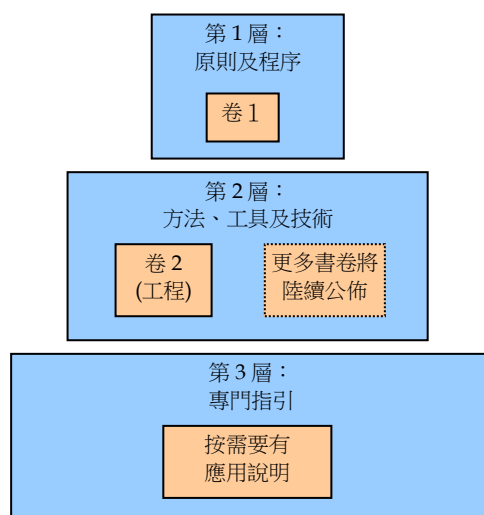 第 1 層：
原則及程序
卷 1
第 2 層：
方法、工具及技術
卷 2
(工程)
更多書卷將
陸續公佈
第 3 層：
專門指引
按需要有
應用說明